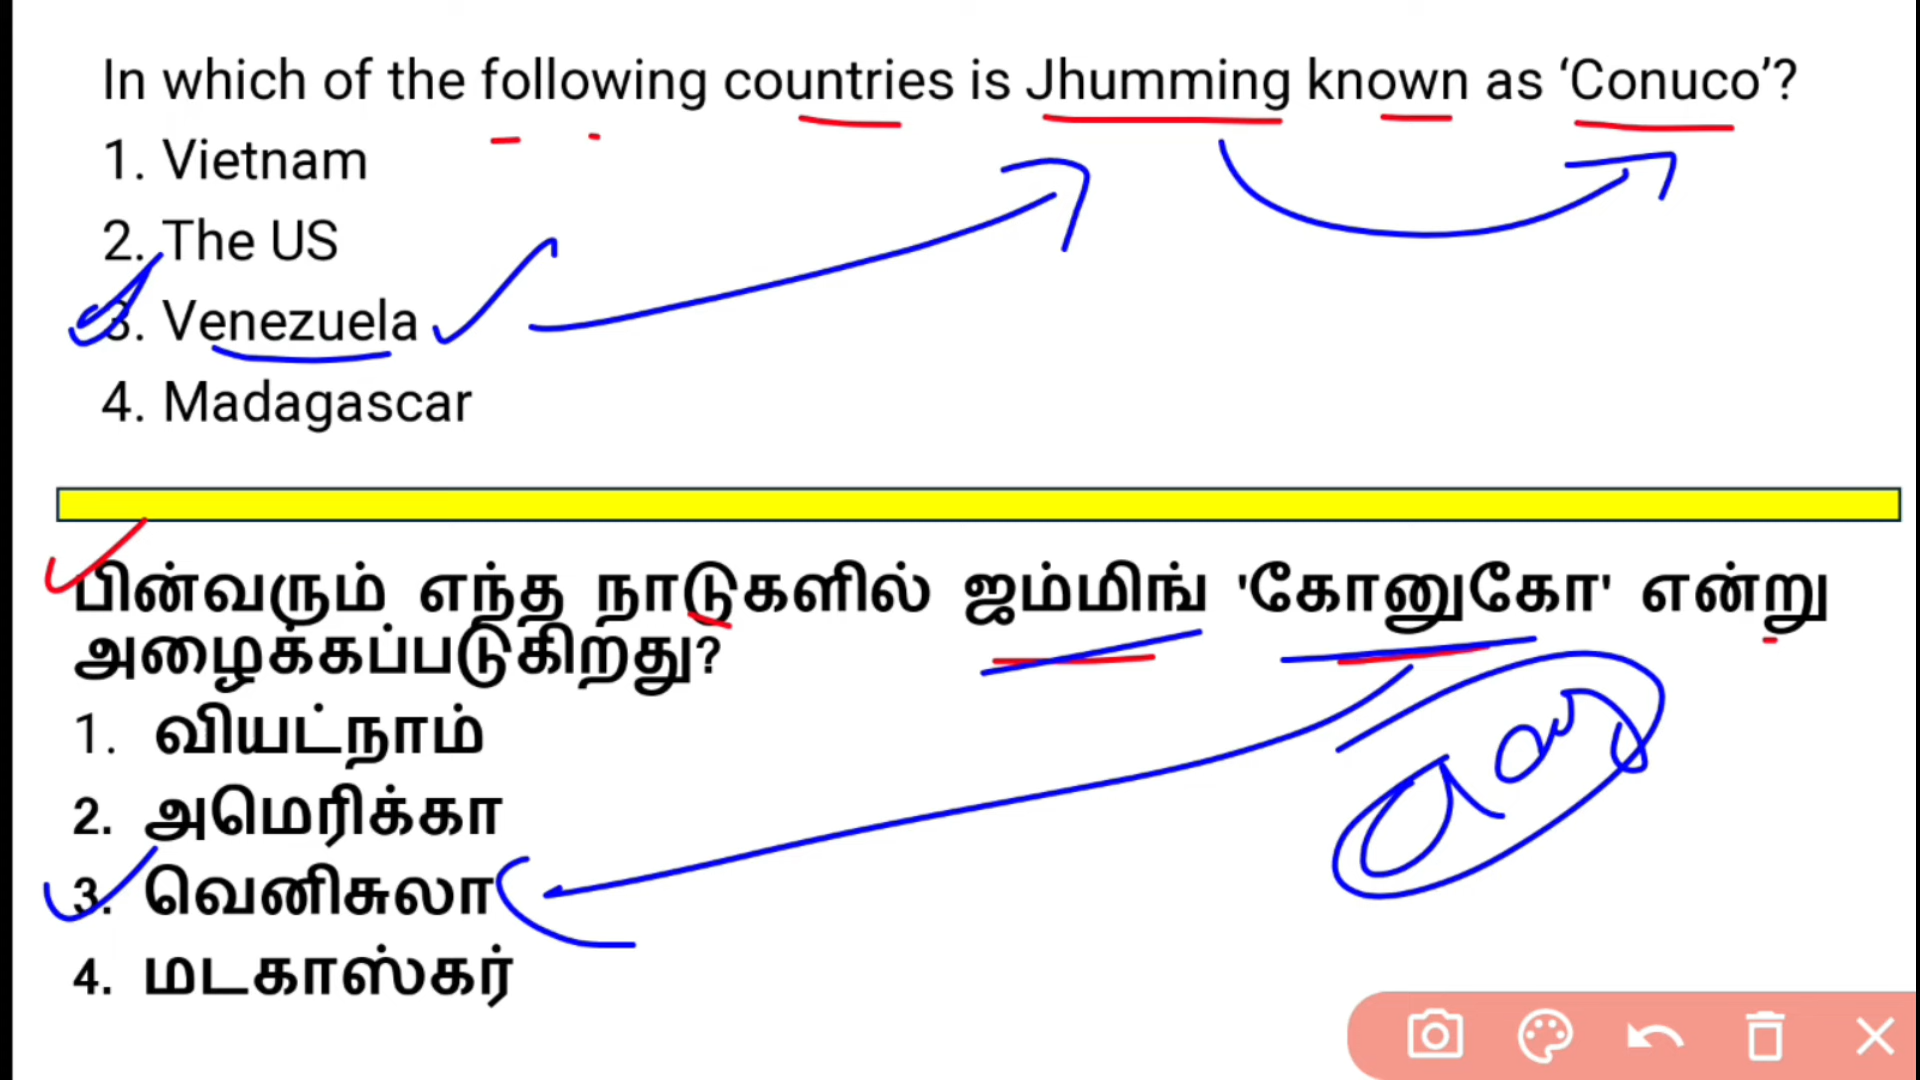 In which of the following countries is Jhumming known as ‘Conuco’?
1. Vietnam
2. The US
3. Venezuela
4. Madagascar
பின்வரும் எந்த நாடுகளில் ஜம்மிங் 'கோனுகோ' என்று
அழைக்கப்படுகிறது?
1. வியட்நாம்
2. அமெரிக்கா
3. வெனிசுலா
4. மடகாஸ்கர்